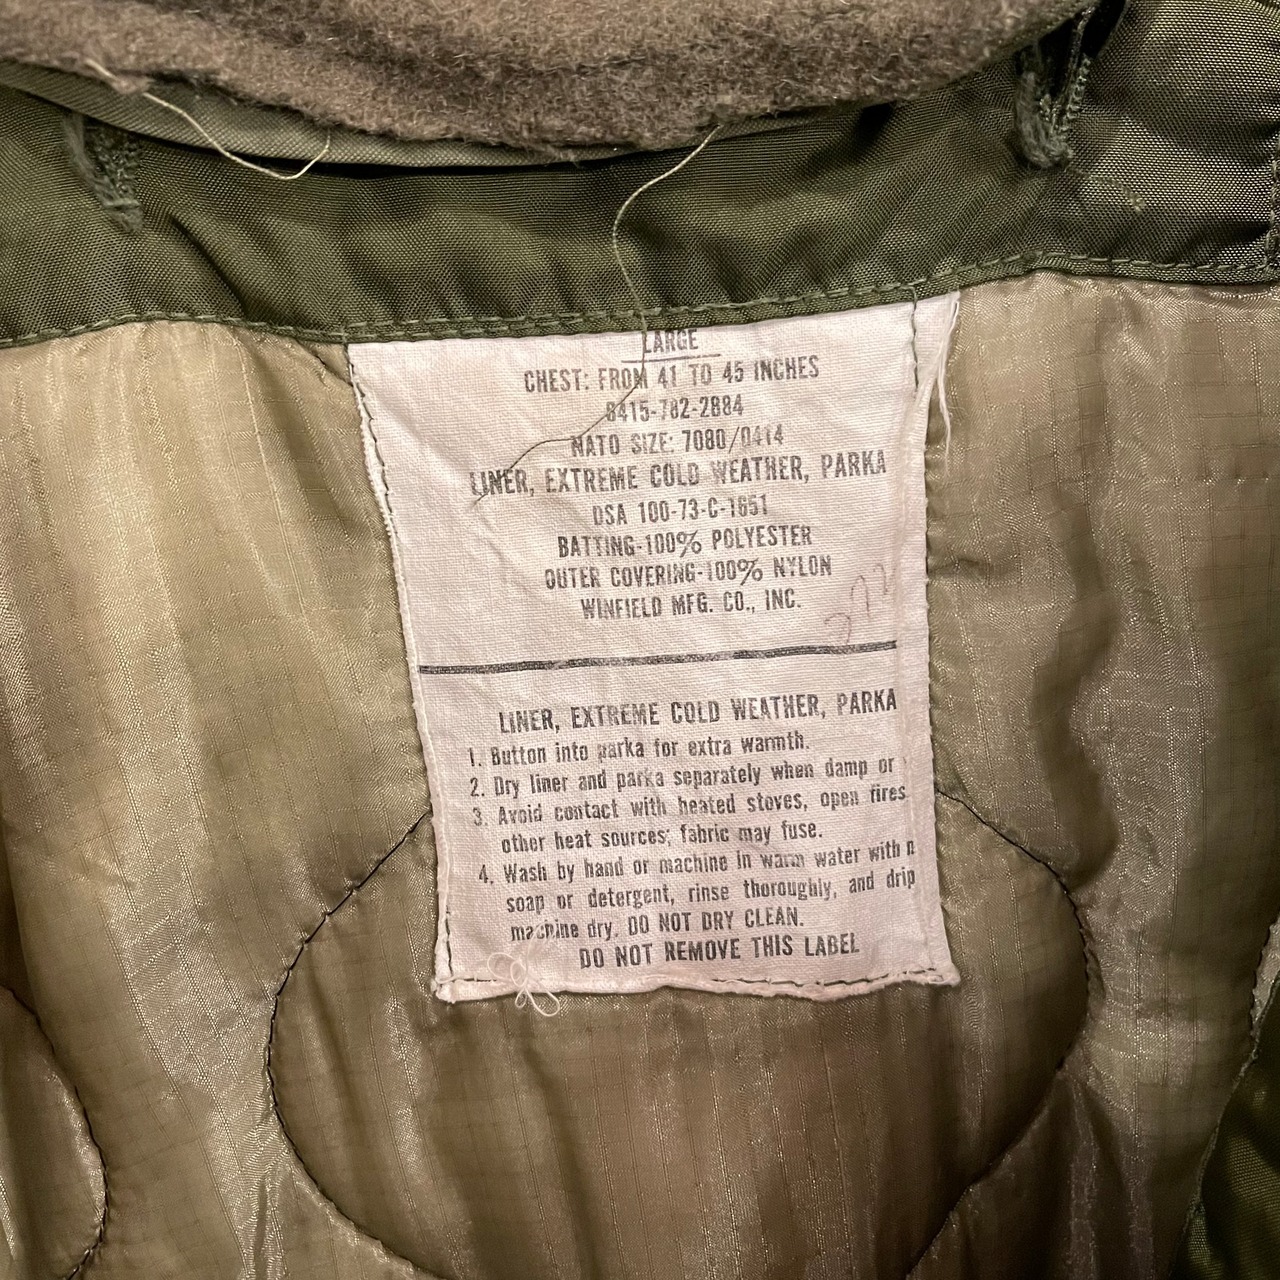 LARGE
CHEST: FROM 41 TO 45 INCHES
8415-782-2884
NATO SIZE: 7080/0414
LINER, EXTREME COLD WEATHER, PARKA
DSA 100-73-C-1651
BATTING-100% POLYESTER
OUTER COVERING-100% NYLON
WINFIELD MFG. CO., INC.
LINER, EXTREME COLD WEATHER, PARKA
1. Button into parka for extra warmth.
2. Dry liner and parka separately when damp or
3. Avoid contact with heated stoves, open fires
other heat sources; fabric may fuse.
4. Wash by hand or machine in warm water with
soap or detergent, rinse thoroughly, and drip
machine dry. DO NOT DRY CLEAN.
DO NOT REMOVE THIS LABEL